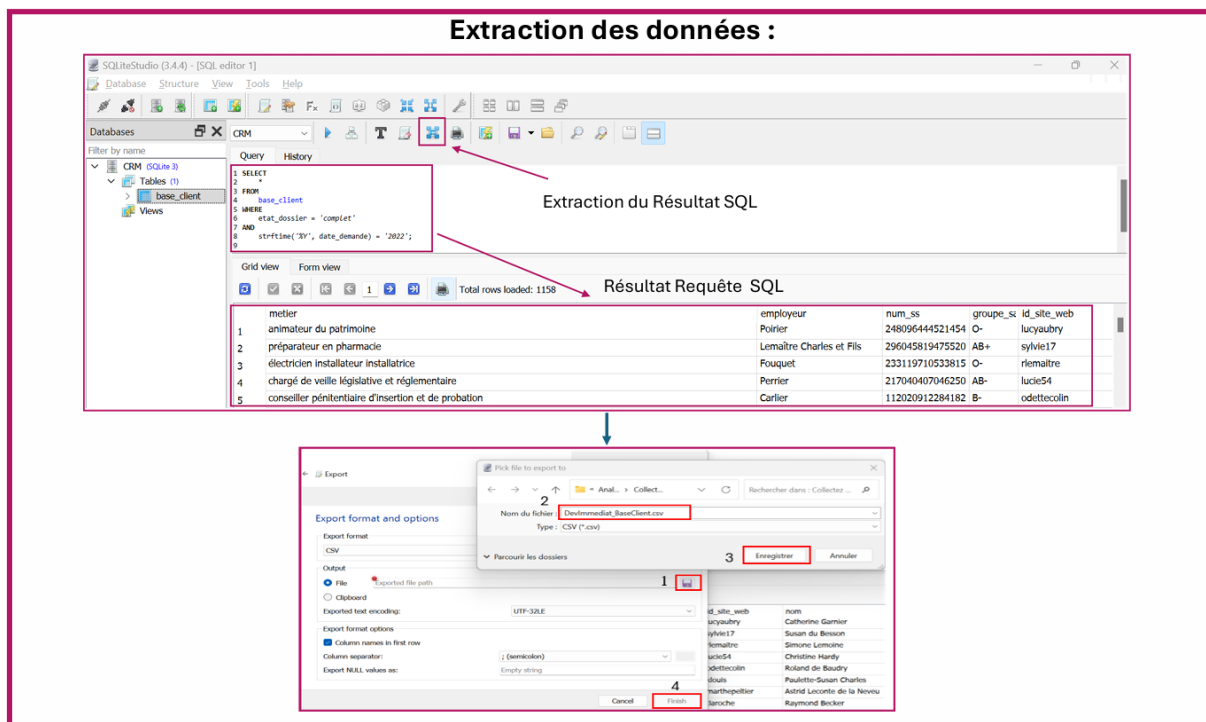 Extraction des données :
SQLiteStudio (3.4.4) - [SQL editor 1]
Database Structure View Tools Help
Databases
CRM
Filter by name
Query History
CRM (SQLite 3)
Tables (1)
base_client
Views
1 SELECT
2 *
3 FROM
4 base_client
5 WHERE
6 etat_dossier = 'complet'
7 AND
8 strftime('%Y', date_demande) = '2022';
9
Extraction du Résultat SQL
Grid view Form view
1 Total rows loaded: 1158
Résultat Requête SQL
metier employeur num_ss groupe_sa id_site_web
1 animateur du patrimoine Poirier 248096444521454 O- lucyaubry
2 préparateur en pharmacie Lemaître Charles et Fils 296045819475520 AB+ sylvie17
3 électricien installateur installatrice Fouquet 233119710533815 O- rlemaitre
4 chargé de veille législative et réglementaire Perrier 217040407046250 AB- lucie54
5 conseiller pénitentiaire d'insertion et de probation Carlier 112020912284182 B- odettecolin
Export
Pick file to export to
Anal... > Collect...
Rechercher dans : Collectez ...
2
Nom du fichier : DevImmediat_BaseClient.csv
Type : CSV (*.csv)
Parcourir les dossiers
3 Enregistrer Annuler
Export format and options
Export format
CSV
Output
File Exported file path 1
Clipboard
Exported text encoding: UTF-32LE
Export format options
Column names in first row
Column separator: ; (semicolon)
Export NULL values as: Empty string
4
Cancel Finish
id_site_web nom
lucyaubry Catherine Garnier
sylvie17 Susan du Besson
rlemaitre Simone Lemoine
lucie54 Christine Hardy
odettecolin Roland de Baudry
Paulette-Susan Charles
marthepeltier Astrid Leconte de la Neveu
laroche Raymond Becker